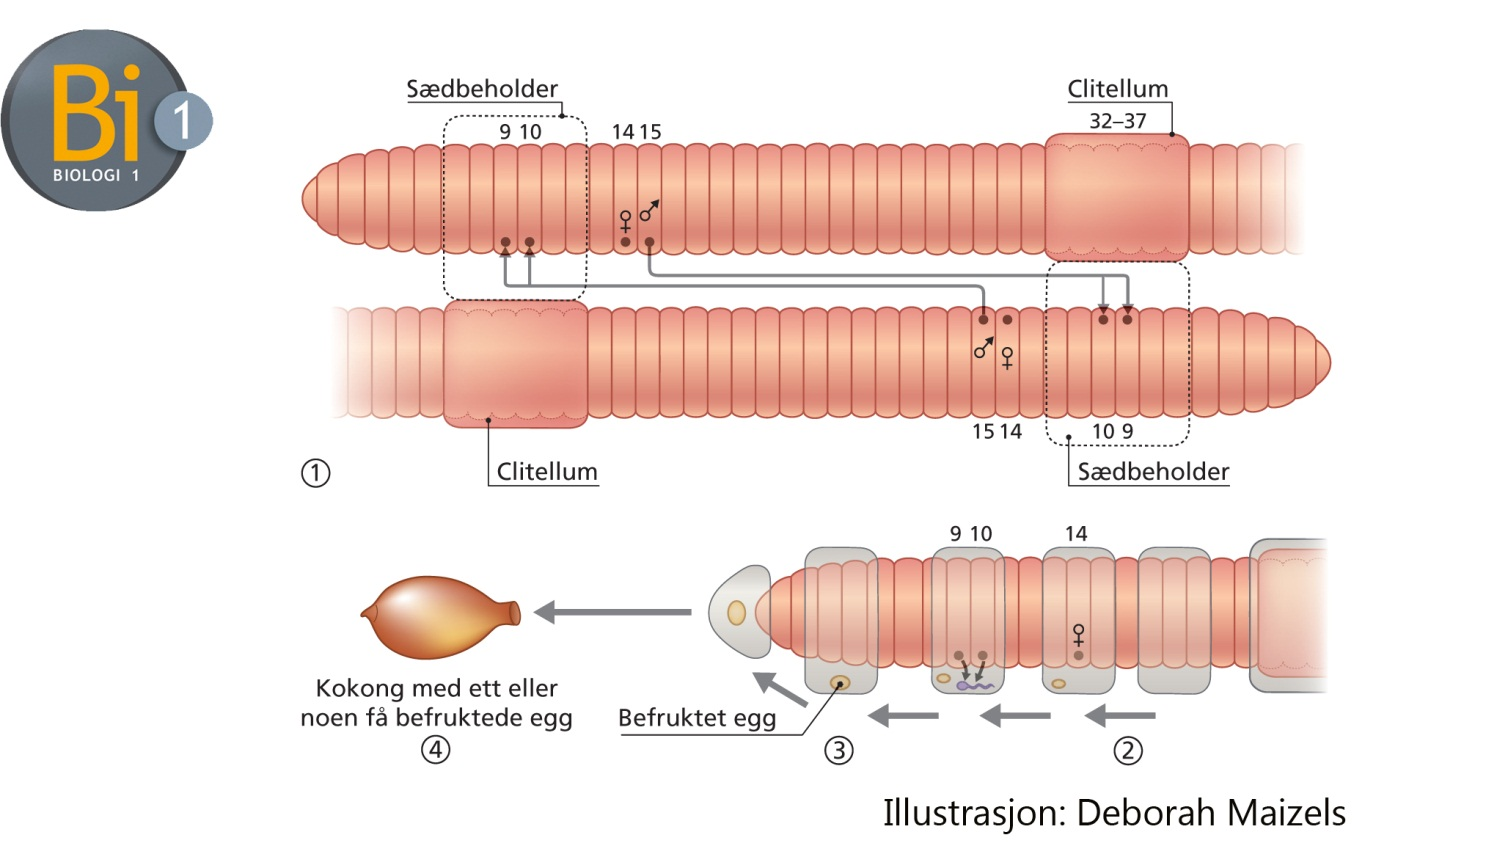 Bi 1
BIOLOGI 1
Sædbeholder
Clitellum
9 10
14 15
32–37
♀ ♂
♂ ♀
15 14
10 9
①
Clitellum
Sædbeholder
9 10
14
♀
Kokong med ett eller
noen få befruktede egg
④
Befruktet egg
③
②
Illustrasjon: Deborah Maizels